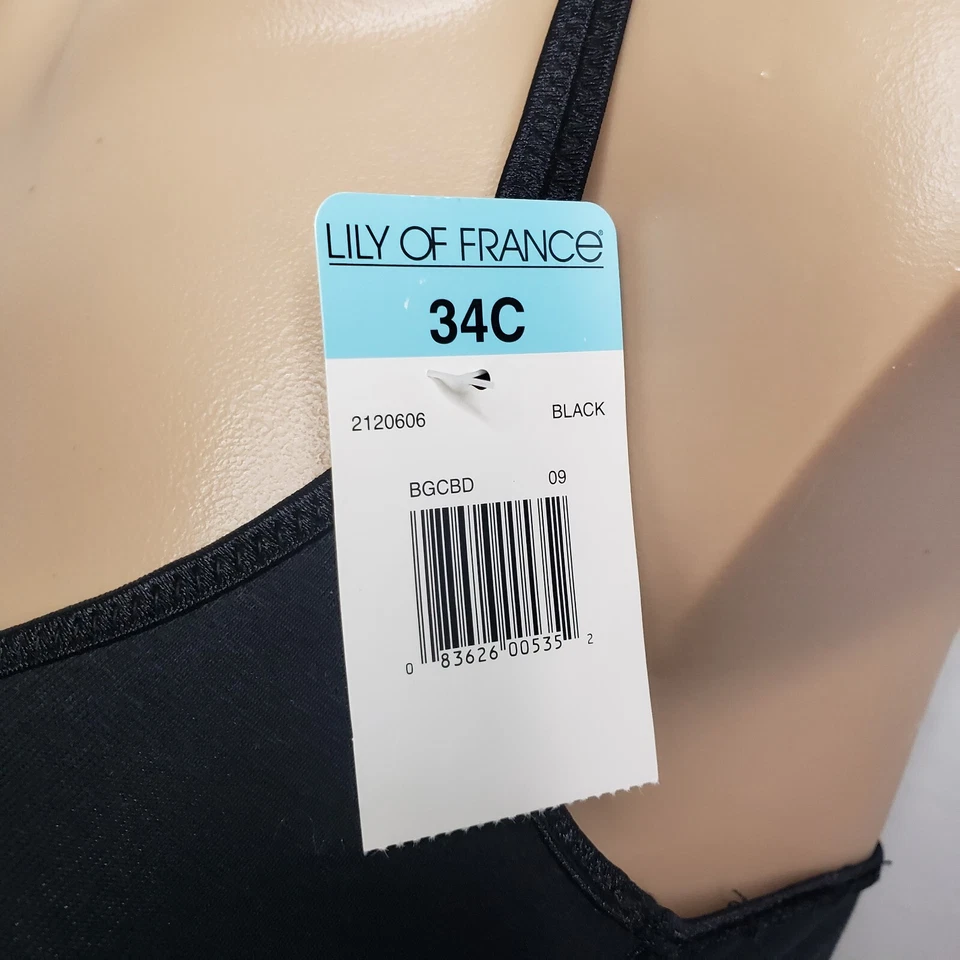 LILY OF FRANCE®
34C
2120606 BLACK
BGCBD 09
0 83626 00535 2